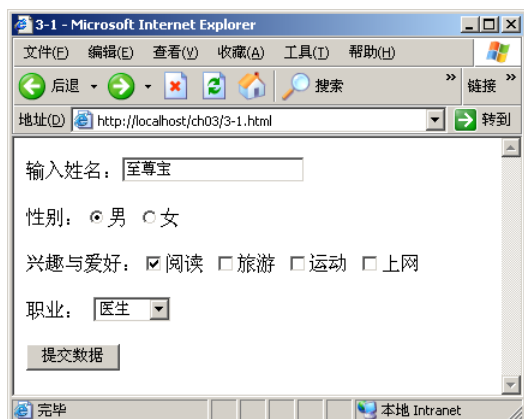 3-1 - Microsoft Internet Explorer
文件(F) 编辑(E) 查看(V) 收藏(A) 工具(T) 帮助(H)
后退 搜索 » 链接 »
地址(D) http://localhost/ch03/3-1.html 转到
输入姓名：至尊宝
性别： 男 女
兴趣与爱好： 阅读 旅游 运动 上网
职业： 医生
提交数据
完毕 本地 Intranet